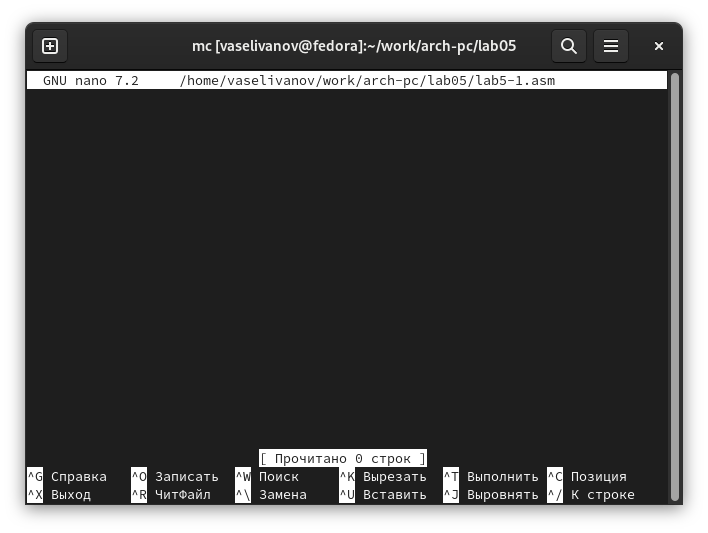 mc [vaselivanov@fedora]:~/work/arch-pc/lab05
GNU nano 7.2 /home/vaselivanov/work/arch-pc/lab05/lab5-1.asm
[ Прочитано 0 строк ]
^G Справка ^O Записать ^W Поиск ^K Вырезать ^T Выполнить ^C Позиция
^X Выход ^R ЧитФайл ^\ Замена ^U Вставить ^J Выровнять ^/ К строке